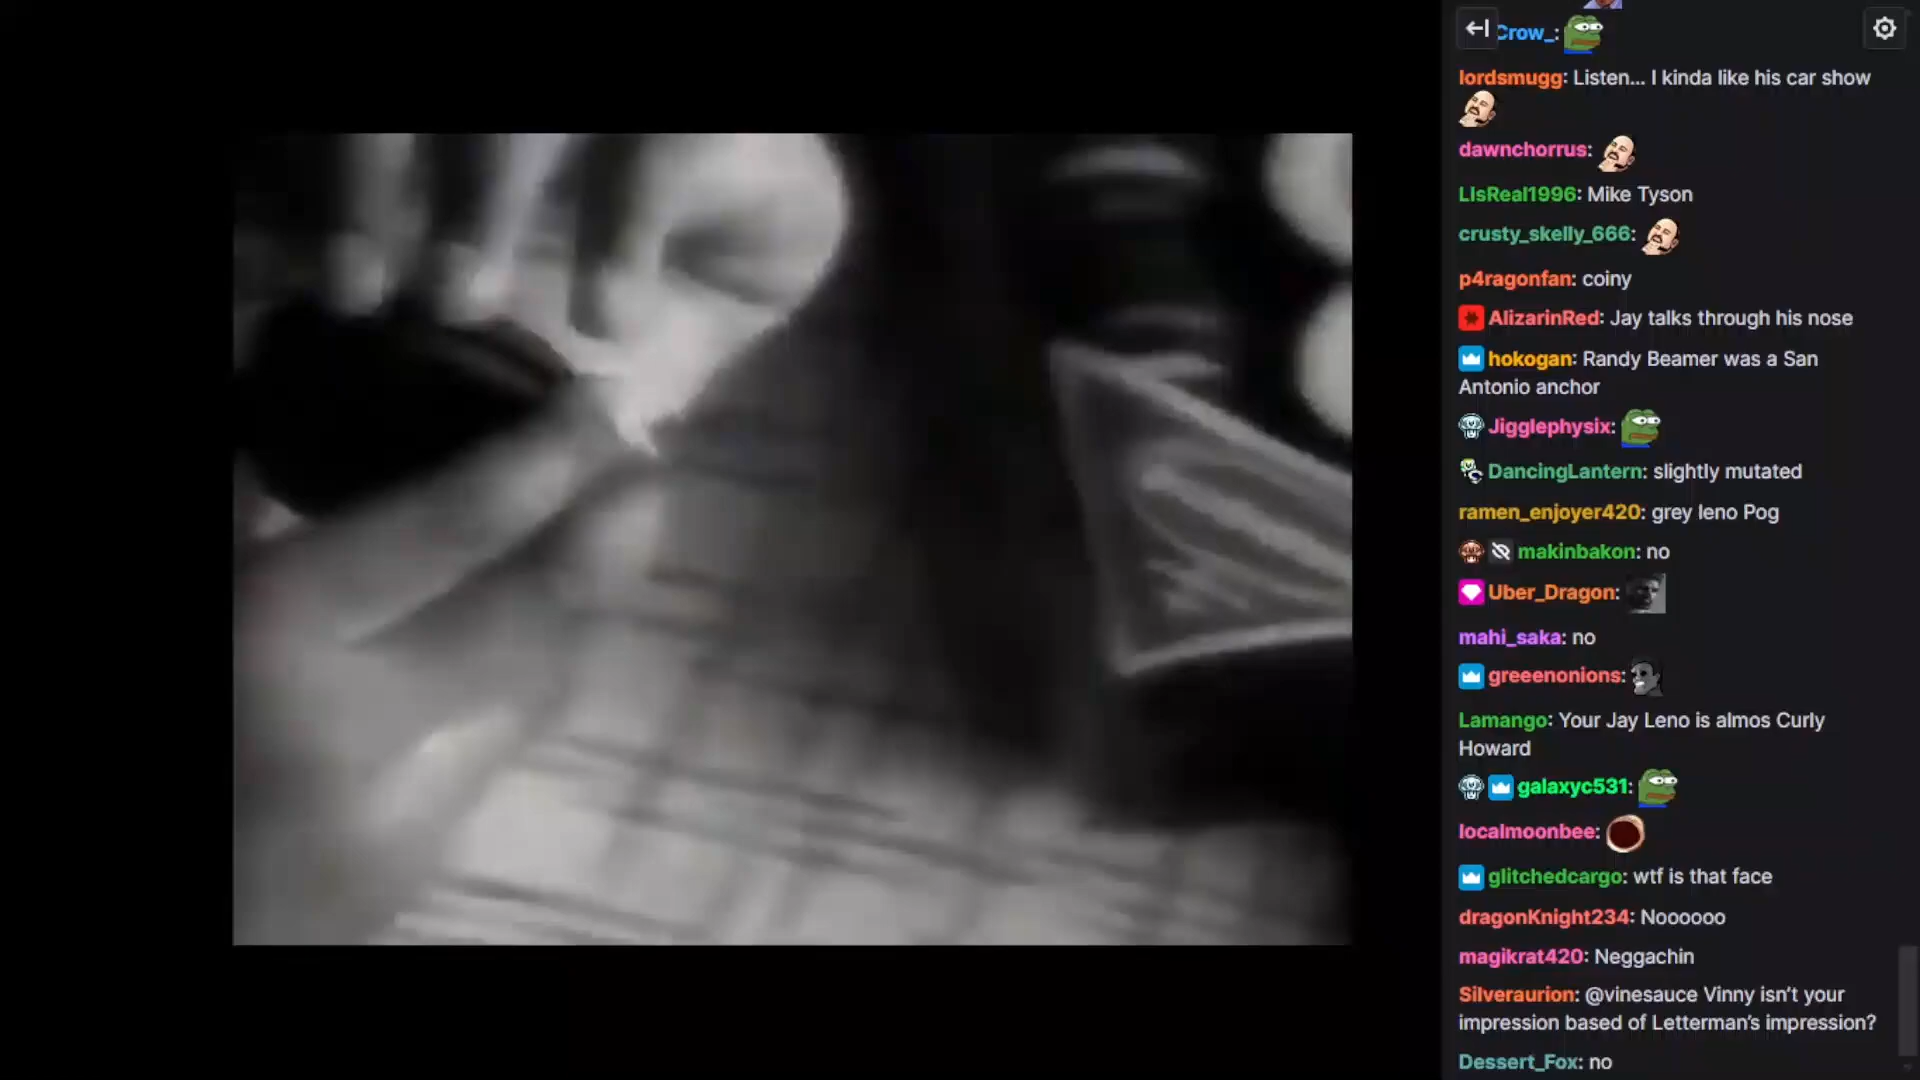 Crow_:
lordsmugg: Listen... I kinda like his car show
dawnchorrus:
LIsReal1996: Mike Tyson
crusty_skelly_666:
p4ragonfan: coiny
AlizarinRed: Jay talks through his nose
hokogan: Randy Beamer was a San
Antonio anchor
Jigglephysix:
DancingLantern: slightly mutated
ramen_enjoyer420: grey leno Pog
makinbakon: no
Uber_Dragon:
mahi_saka: no
greeenonions:
Lamango: Your Jay Leno is almos Curly
Howard
galaxyc531:
localmoonbee:
glitchedcargo: wtf is that face
dragonKnight234: Noooooo
magikrat420: Neggachin
Silveraurion: @vinesauce Vinny isn’t your
impression based of Letterman’s impression?
Dessert_Fox: no